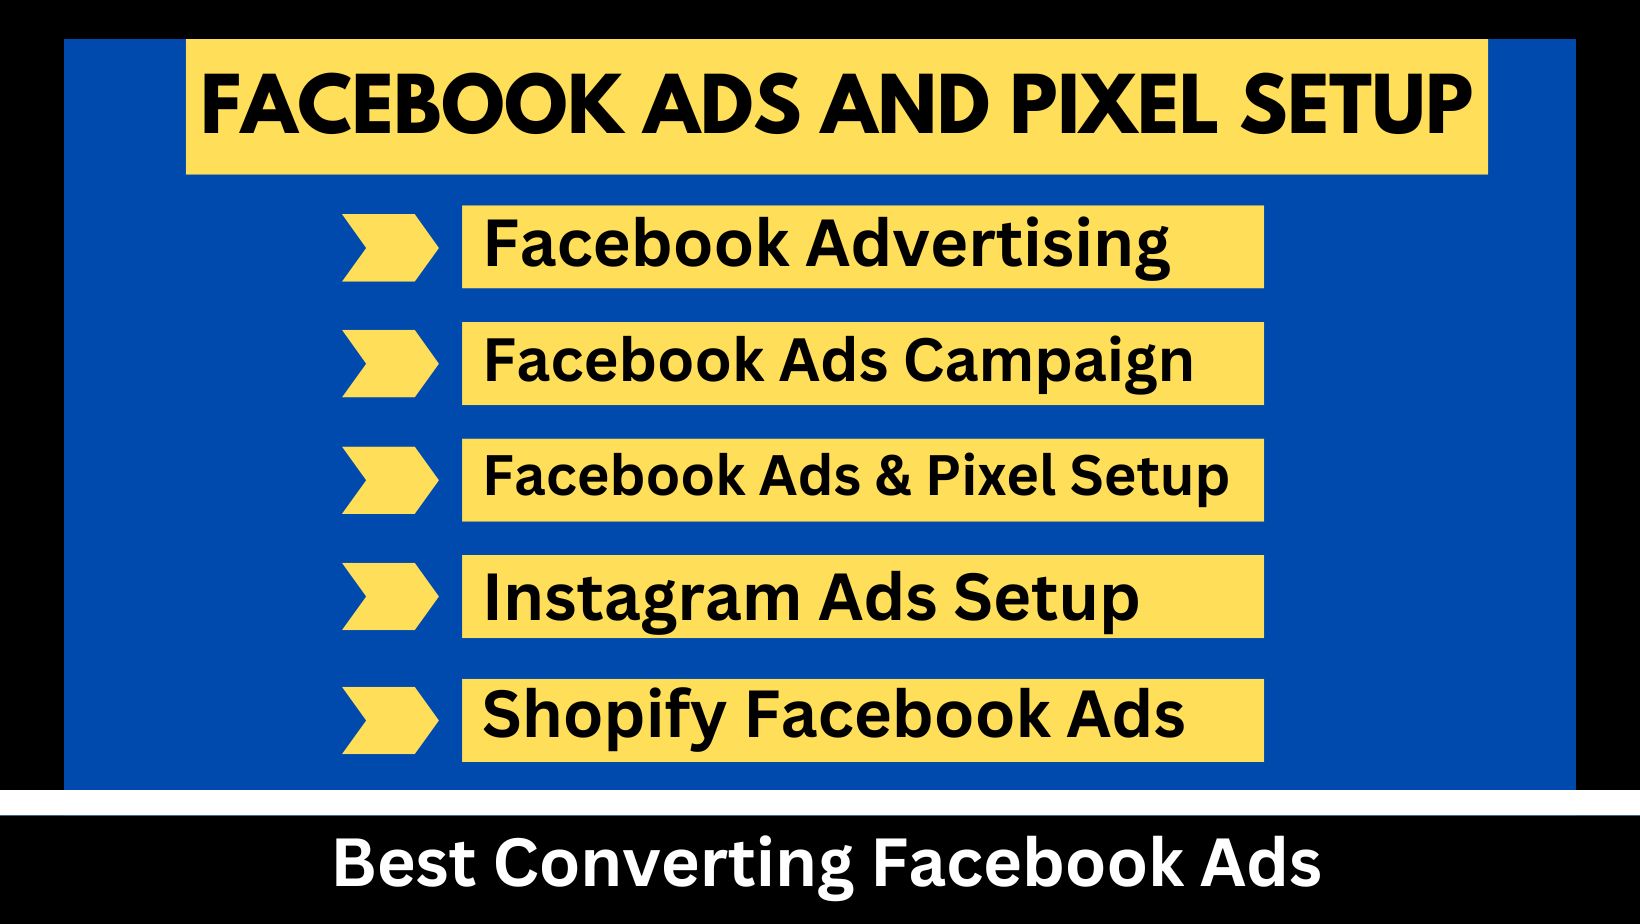 FACEBOOK ADS AND PIXEL SETUP
Facebook Advertising
Facebook Ads Campaign
Facebook Ads & Pixel Setup
Instagram Ads Setup
Shopify Facebook Ads
Best Converting Facebook Ads